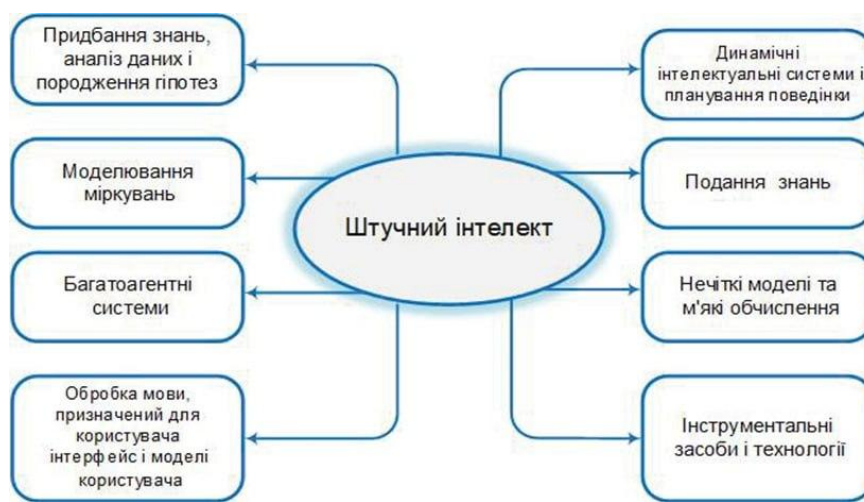 Придбання знань,
аналіз даних і
породження гіпотез
Моделювання
міркувань
Багатоагентні
системи
Обробка мови,
призначений для
користувача
інтерфейс і моделі
користувача
Штучний інтелект
Динамічні
інтелектуальні системи і
планування поведінки
Подання знань
Нечіткі моделі та
м'які обчислення
Інструментальні
засоби і технології